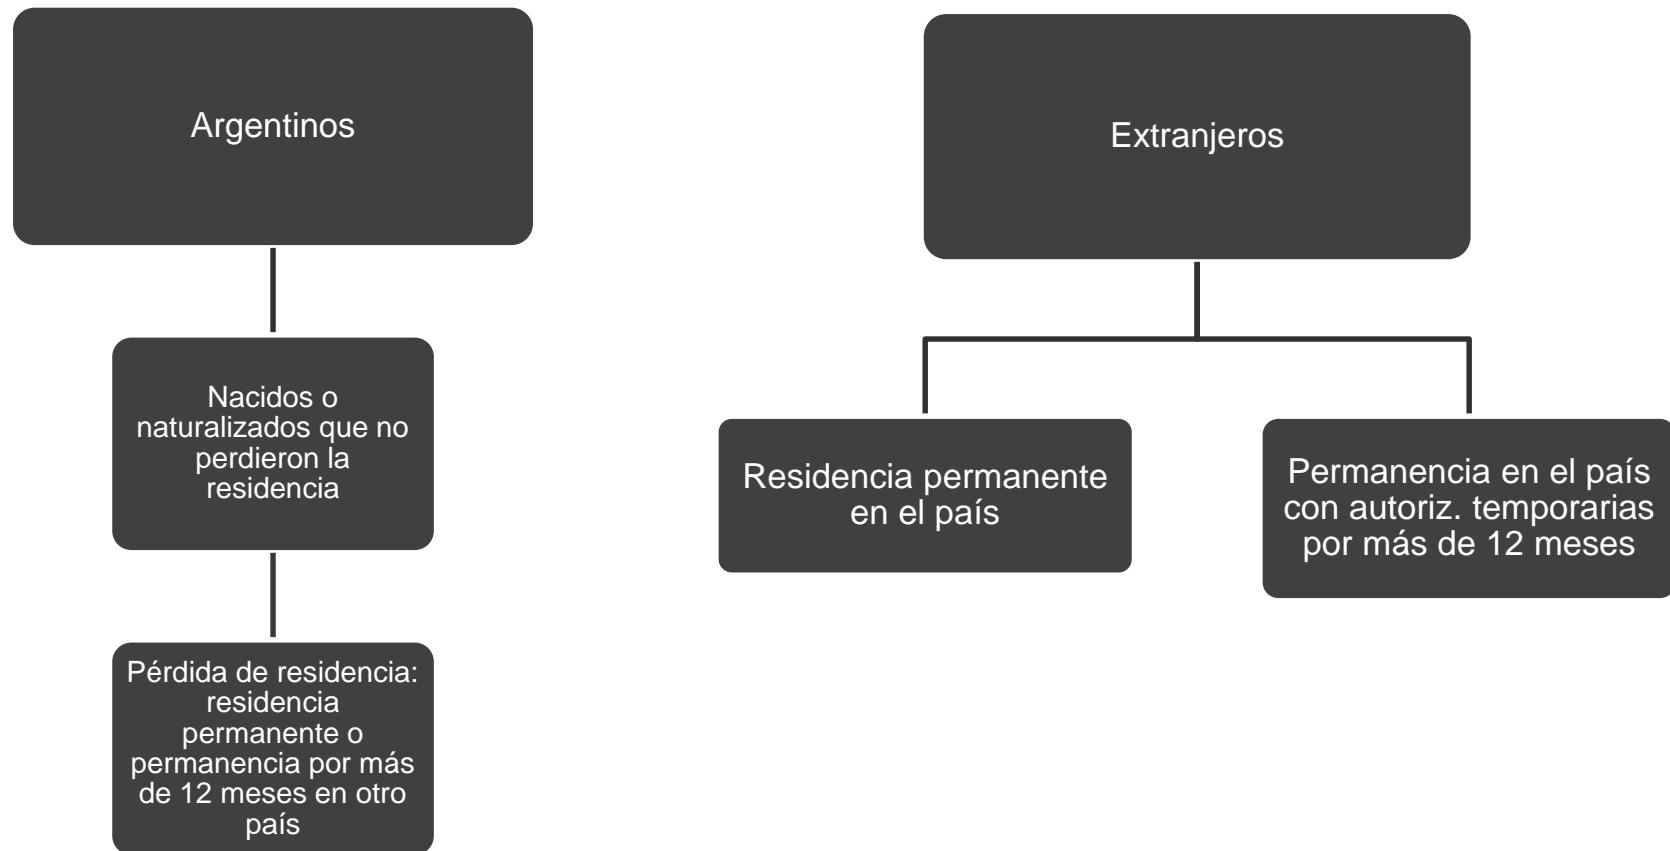 Argentinos
Nacidos o
naturalizados que no
perdieron la
residencia
Pérdida de residencia:
residencia
permanente o
permanencia por más
de 12 meses en otro
país
Extranjeros
Residencia permanente
en el país
Permanencia en el país
con autoriz. temporarias
por más de 12 meses